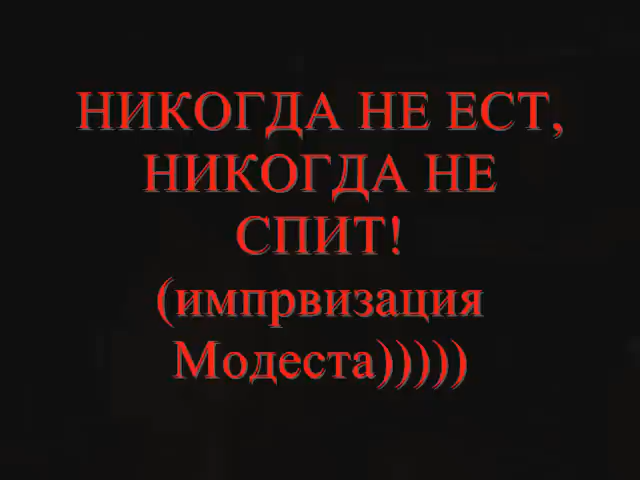 НИКОГДА НЕ ЕСТ,
НИКОГДА НЕ
СПИТ!
(импрвизация
Модеста)))))